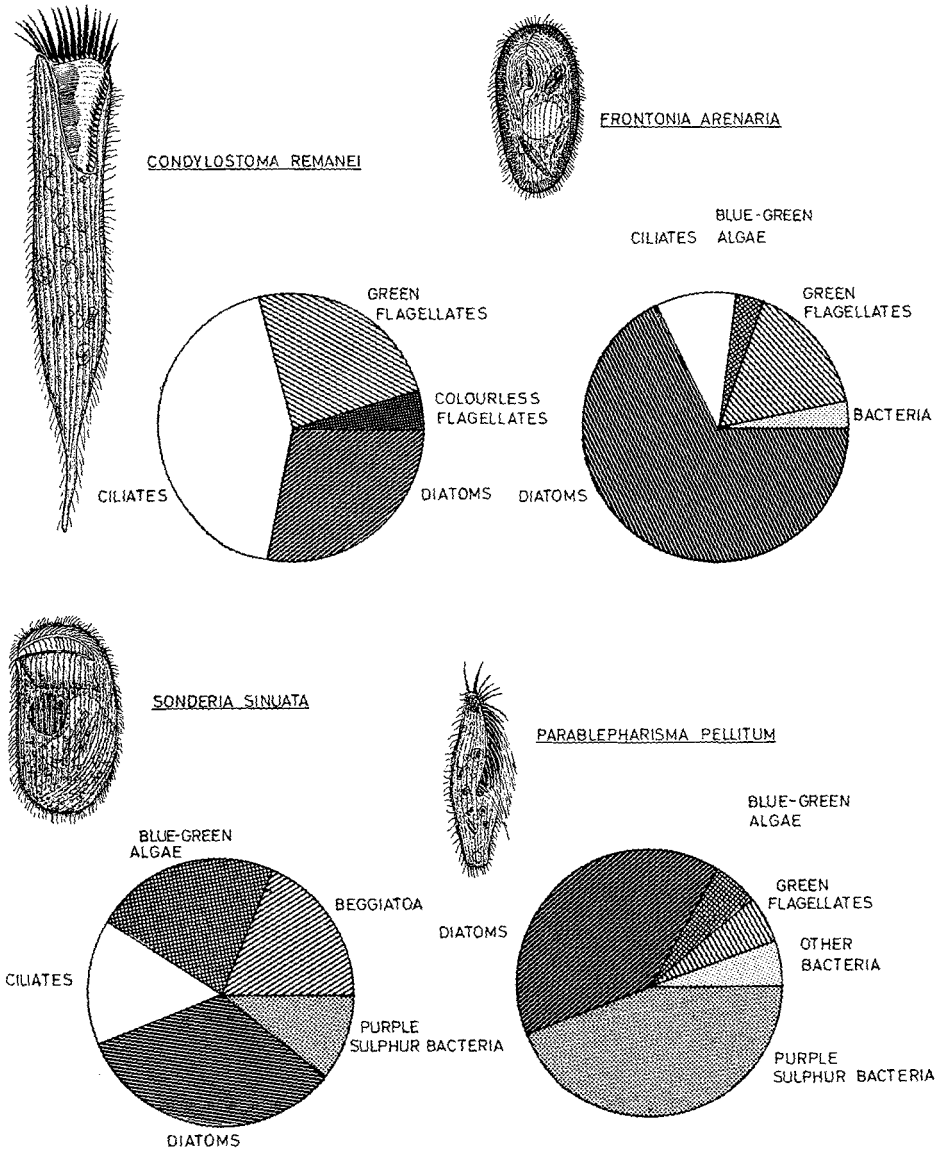 CONDYLOSTOMA REMANEI
FRONTONIA ARENARIA
GREEN
FLAGELLATES
COLOURLESS
FLAGELLATES
CILIATES
DIATOMS
BLUE-GREEN
CILIATES ALGAE
GREEN
FLAGELLATES
BACTERIA
DIATOMS
SONDERIA SINUATA
PARABLEPHARISMA PELLITUM
BLUE-GREEN
ALGAE
BEGGIATOA
CILIATES
PURPLE
SULPHUR BACTERIA
DIATOMS
BLUE-GREEN
ALGAE
GREEN
FLAGELLATES
DIATOMS
OTHER
BACTERIA
PURPLE
SULPHUR BACTERIA